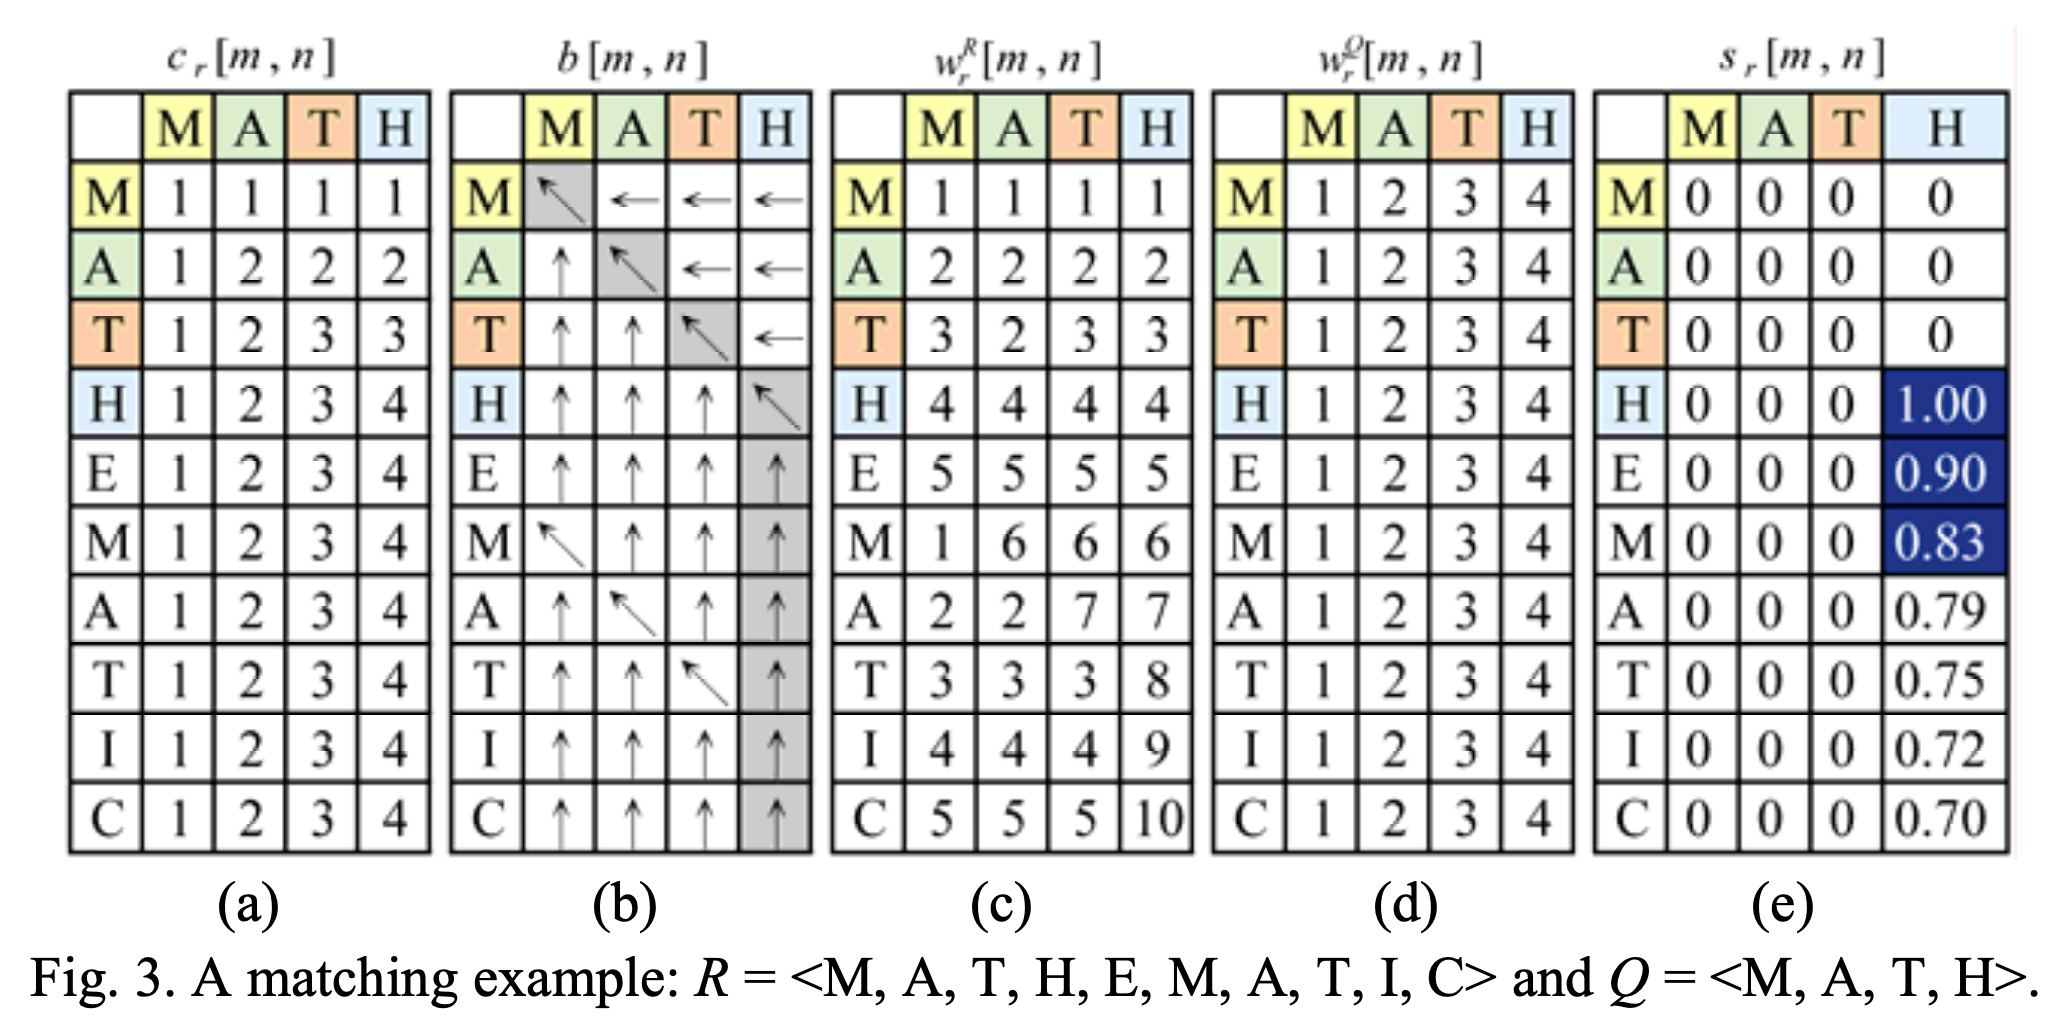 c r [m , n] b [m , n] w r R [m , n] w r Q [m , n] s r [m , n]
M A T H M A T H M A T H M A T H M A T H
M 1 1 1 1 M ↖ ← ← ← M 1 1 1 1 M 1 2 3 4 M 0 0 0 0
A 1 2 2 2 A ↑ ↖ ← ← A 2 2 2 2 A 1 2 3 4 A 0 0 0 0
T 1 2 3 3 T ↑ ↑ ↖ ← T 3 2 3 3 T 1 2 3 4 T 0 0 0 0
H 1 2 3 4 H ↑ ↑ ↑ ↖ H 4 4 4 4 H 1 2 3 4 H 0 0 0 1.00
E 1 2 3 4 E ↑ ↑ ↑ ↑ E 5 5 5 5 E 1 2 3 4 E 0 0 0 0.90
M 1 2 3 4 M ↖ ↑ ↑ ↑ M 1 6 6 6 M 1 2 3 4 M 0 0 0 0.83
A 1 2 3 4 A ↑ ↖ ↑ ↑ A 2 2 7 7 A 1 2 3 4 A 0 0 0 0.79
T 1 2 3 4 T ↑ ↑ ↖ ↑ T 3 3 3 8 T 1 2 3 4 T 0 0 0 0.75
I 1 2 3 4 I ↑ ↑ ↑ ↑ I 4 4 4 9 I 1 2 3 4 I 0 0 0 0.72
C 1 2 3 4 C ↑ ↑ ↑ ↑ C 5 5 5 10 C 1 2 3 4 C 0 0 0 0.70
(a) (b) (c) (d) (e)
Fig. 3. A matching example: R = <M, A, T, H, E, M, A, T, I, C> and Q = <M, A, T, H>.